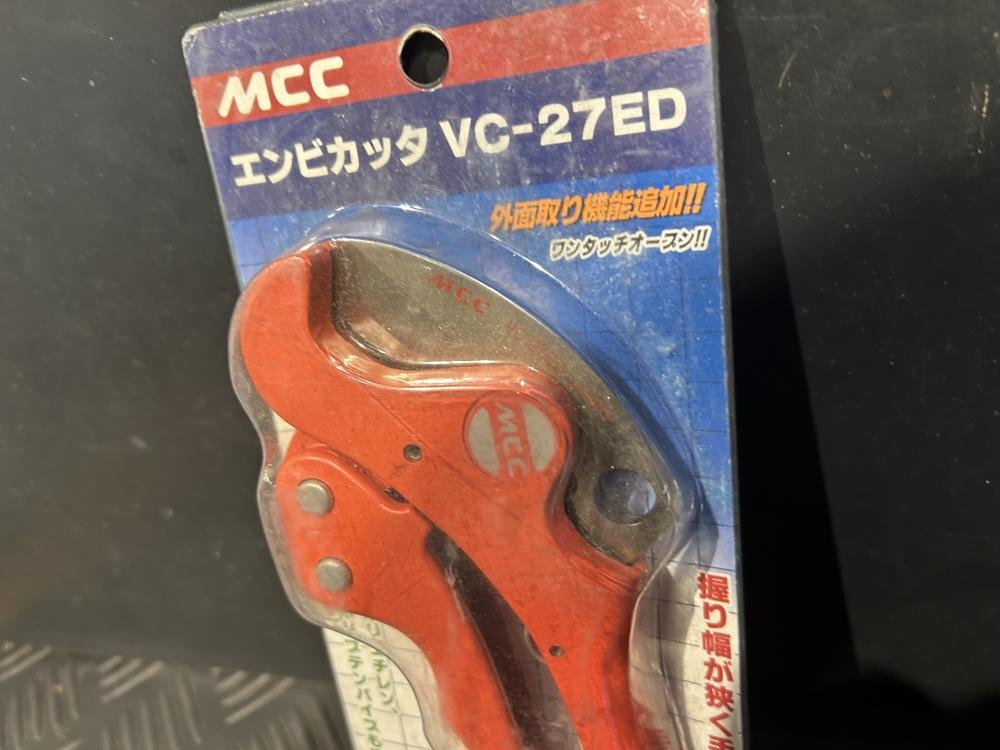 MCC
エンビカッタ VC-27ED
外面取り機能追加!!
ワンタッチオープン!!
MCC
MCC
握り幅が狭く